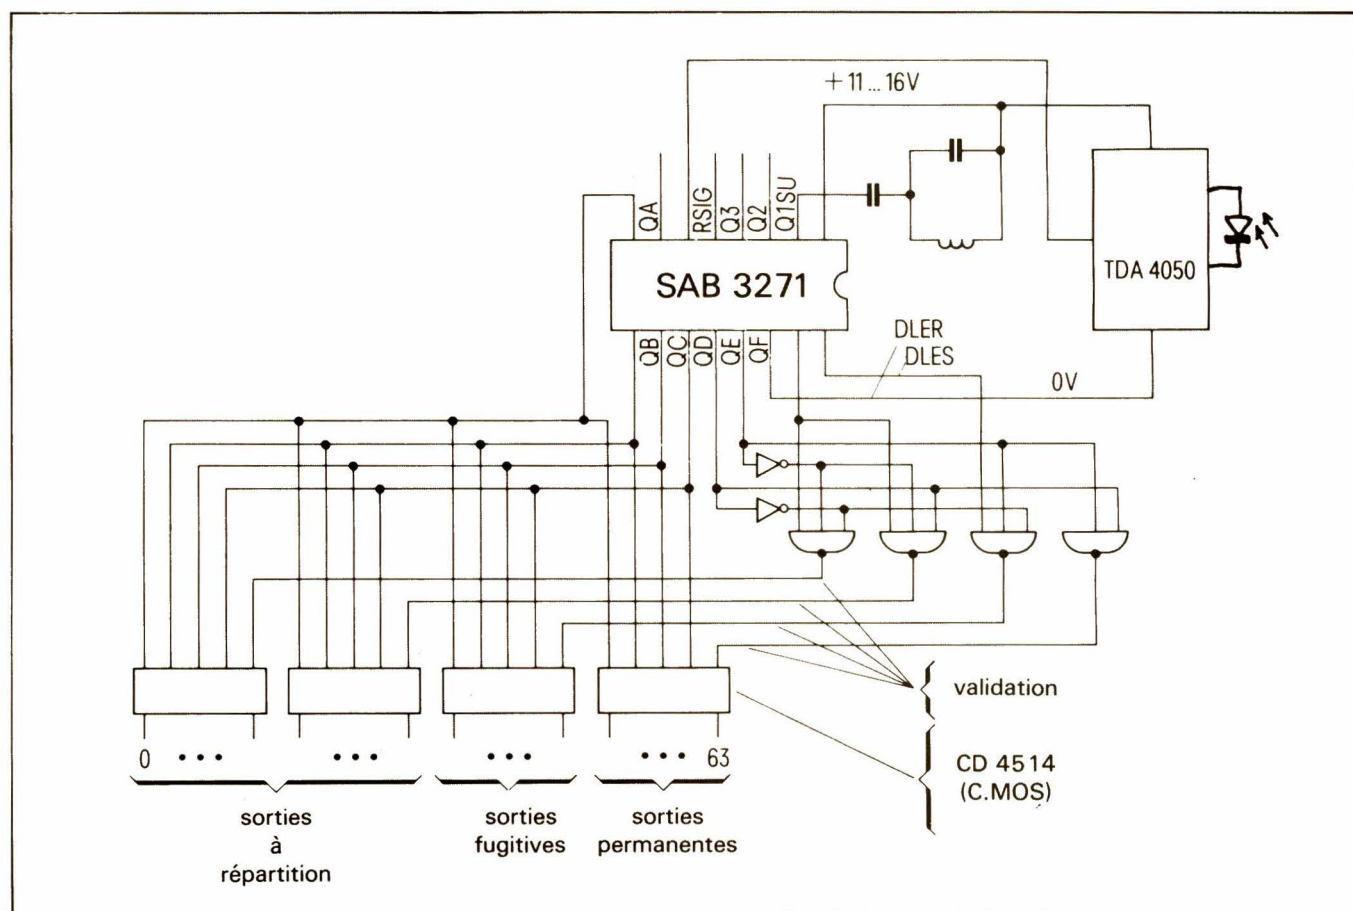 + 11 ... 16V
QA
RSIG
Q3
Q2
Q1SU
SAB 3271
TDA 4050
QB
QC
QD
QE
QF
DLER
DLES
0V
validation
0 • • •
• • •
• • •
• • • 63
CD 4514
(C.MOS)
sorties
à
répartition
sorties
fugitives
sorties
permanentes